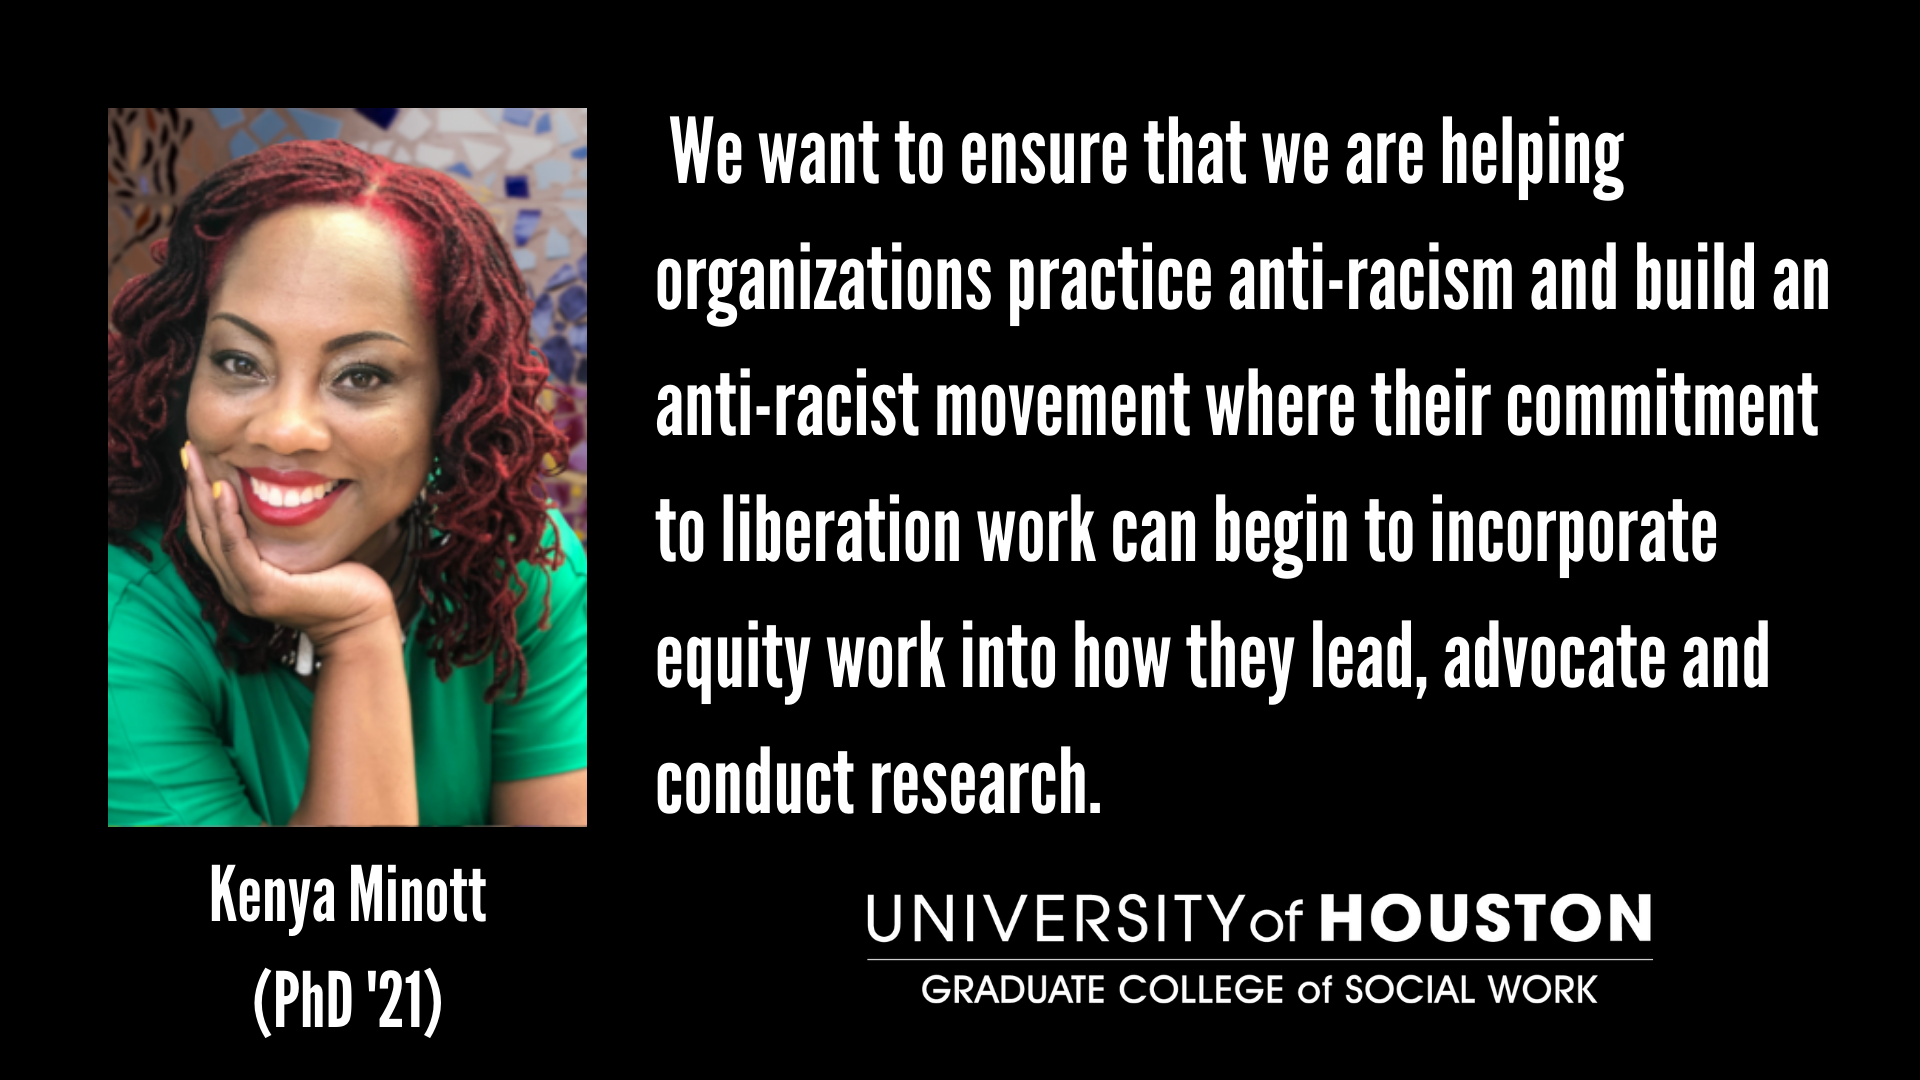 We want to ensure that we are helping
organizations practice anti-racism and build an
anti-racist movement where their commitment
to liberation work can begin to incorporate
equity work into how they lead, advocate and
conduct research.
Kenya Minott
(PhD '21)
UNIVERSITY of HOUSTON
GRADUATE COLLEGE of SOCIAL WORK